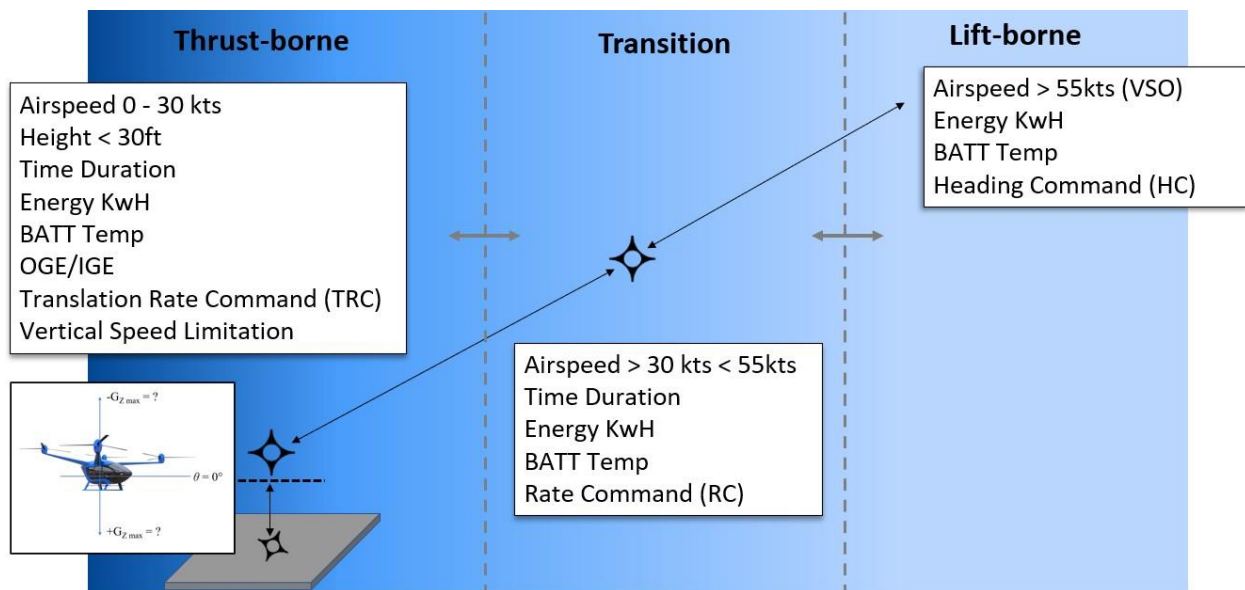 Thrust-borne
Transition
Lift-borne
Airspeed 0 - 30 kts
Height < 30ft
Time Duration
Energy KwH
BATT Temp
OGE/IGE
Translation Rate Command (TRC)
Vertical Speed Limitation
Airspeed > 55kts (VSO)
Energy KwH
BATT Temp
Heading Command (HC)
Airspeed > 30 kts < 55kts
Time Duration
Energy KwH
BATT Temp
Rate Command (RC)
-G_Z max = ?
θ = 0°
+G_Z max = ?